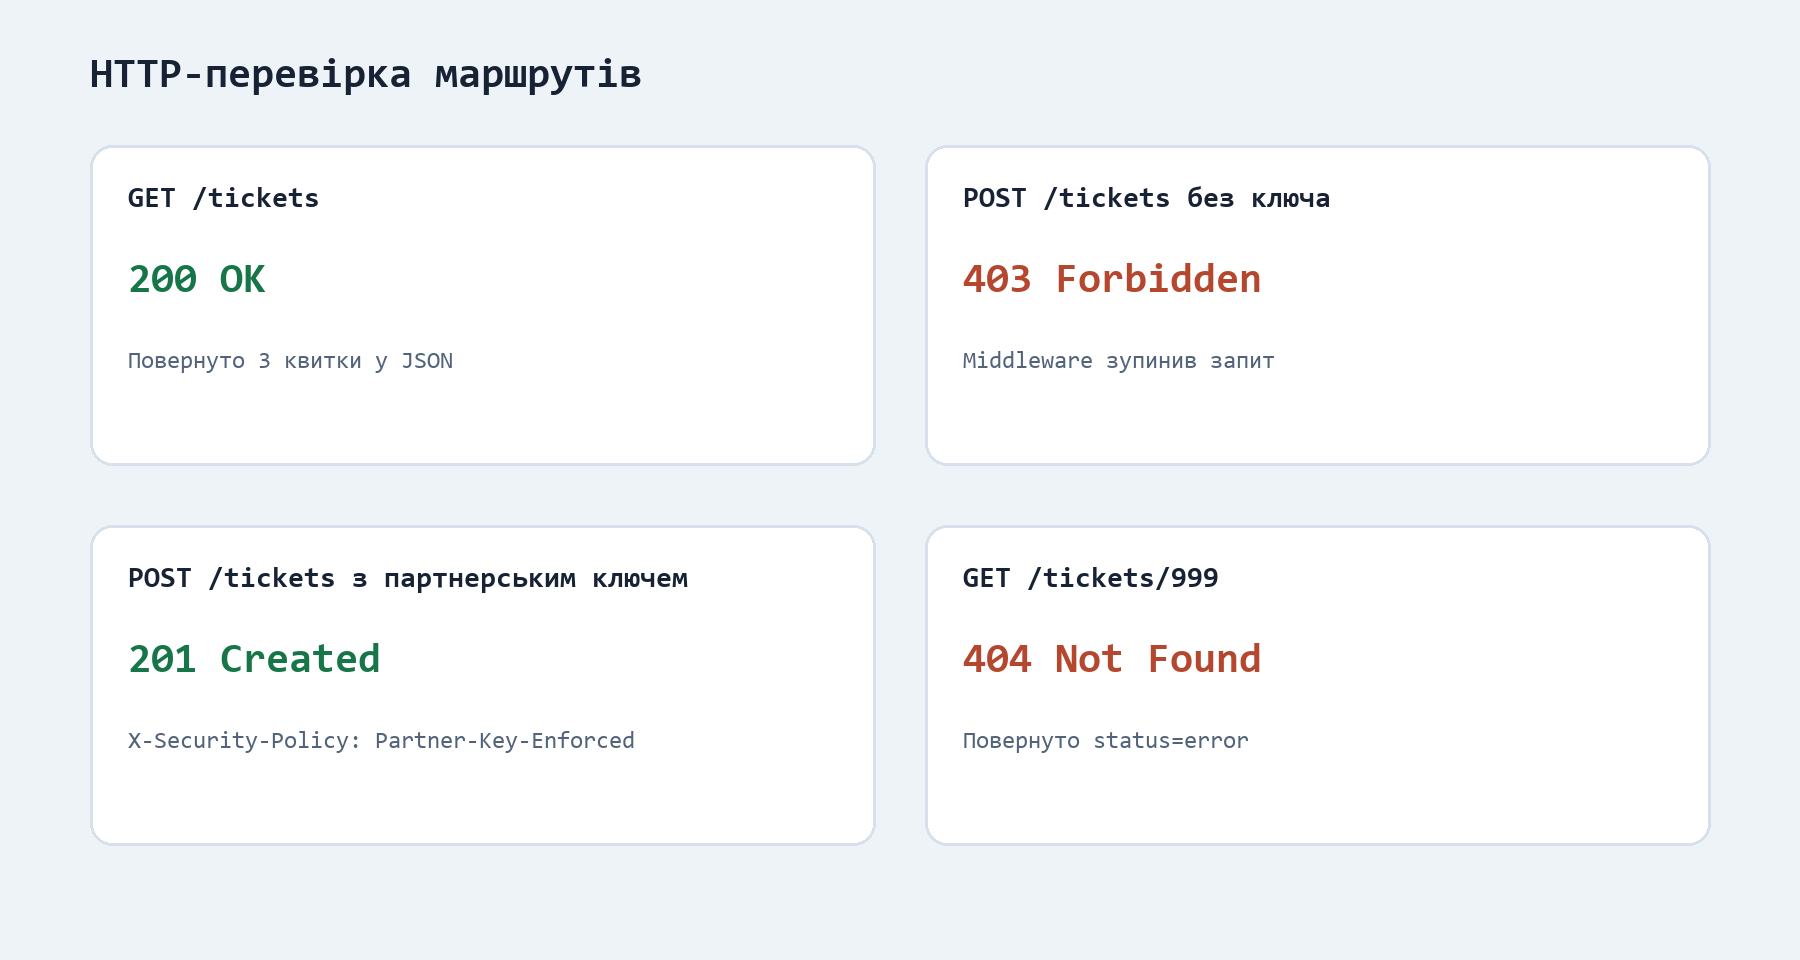 HTTP-перевірка маршрутів
GET /tickets
200 OK
Повернуто 3 квитки у JSON
POST /tickets без ключа
403 Forbidden
Middleware зупинив запит
POST /tickets з партнерським ключем
201 Created
X-Security-Policy: Partner-Key-Enforced
GET /tickets/999
404 Not Found
Повернуто status=error